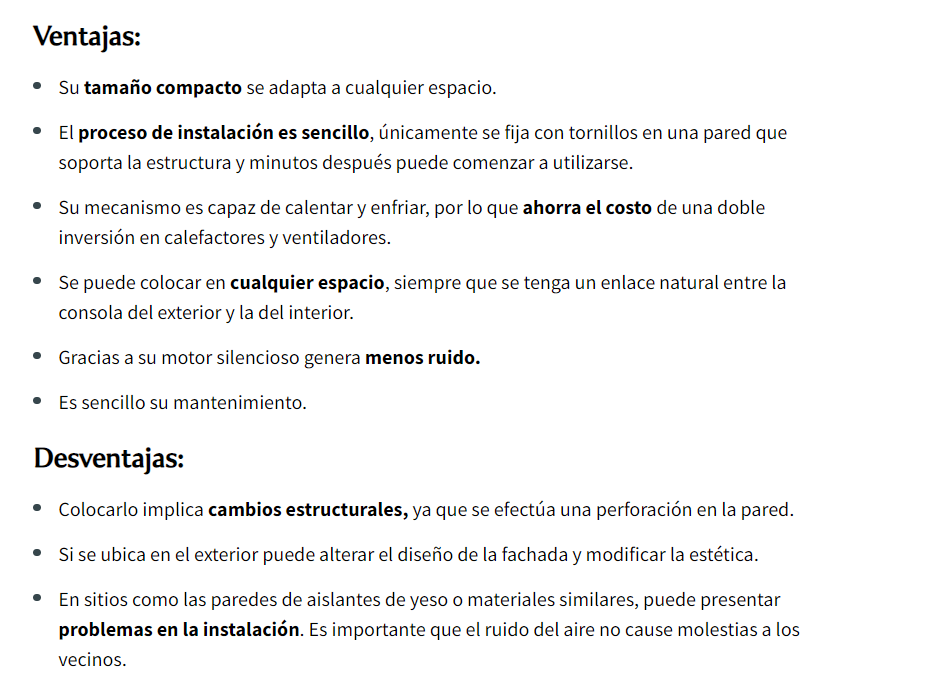 Ventajas:
Su tamaño compacto se adapta a cualquier espacio.
El proceso de instalación es sencillo, únicamente se fija con tornillos en una pared que
soporta la estructura y minutos después puede comenzar a utilizarse.
Su mecanismo es capaz de calentar y enfriar, por lo que ahorra el costo de una doble
inversión en calefactores y ventiladores.
Se puede colocar en cualquier espacio, siempre que se tenga un enlace natural entre la
consola del exterior y la del interior.
Gracias a su motor silencioso genera menos ruido.
Es sencillo su mantenimiento.
Desventajas:
Colocarlo implica cambios estructurales, ya que se efectúa una perforación en la pared.
Si se ubica en el exterior puede alterar el diseño de la fachada y modificar la estética.
En sitios como las paredes de aislantes de yeso o materiales similares, puede presentar
problemas en la instalación. Es importante que el ruido del aire no cause molestias a los
vecinos.